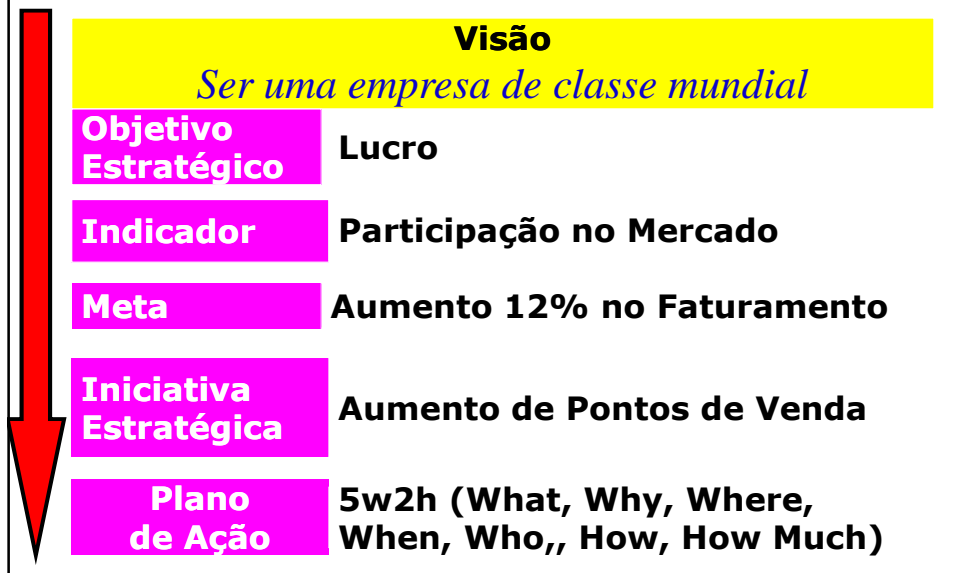 Visão
Ser uma empresa de classe mundial
Objetivo
Estratégico
Lucro
Indicador
Participação no Mercado
Meta
Aumento 12% no Faturamento
Iniciativa
Estratégica
Aumento de Pontos de Venda
Plano
de Ação
5w2h (What, Why, Where,
When, Who,, How, How Much)